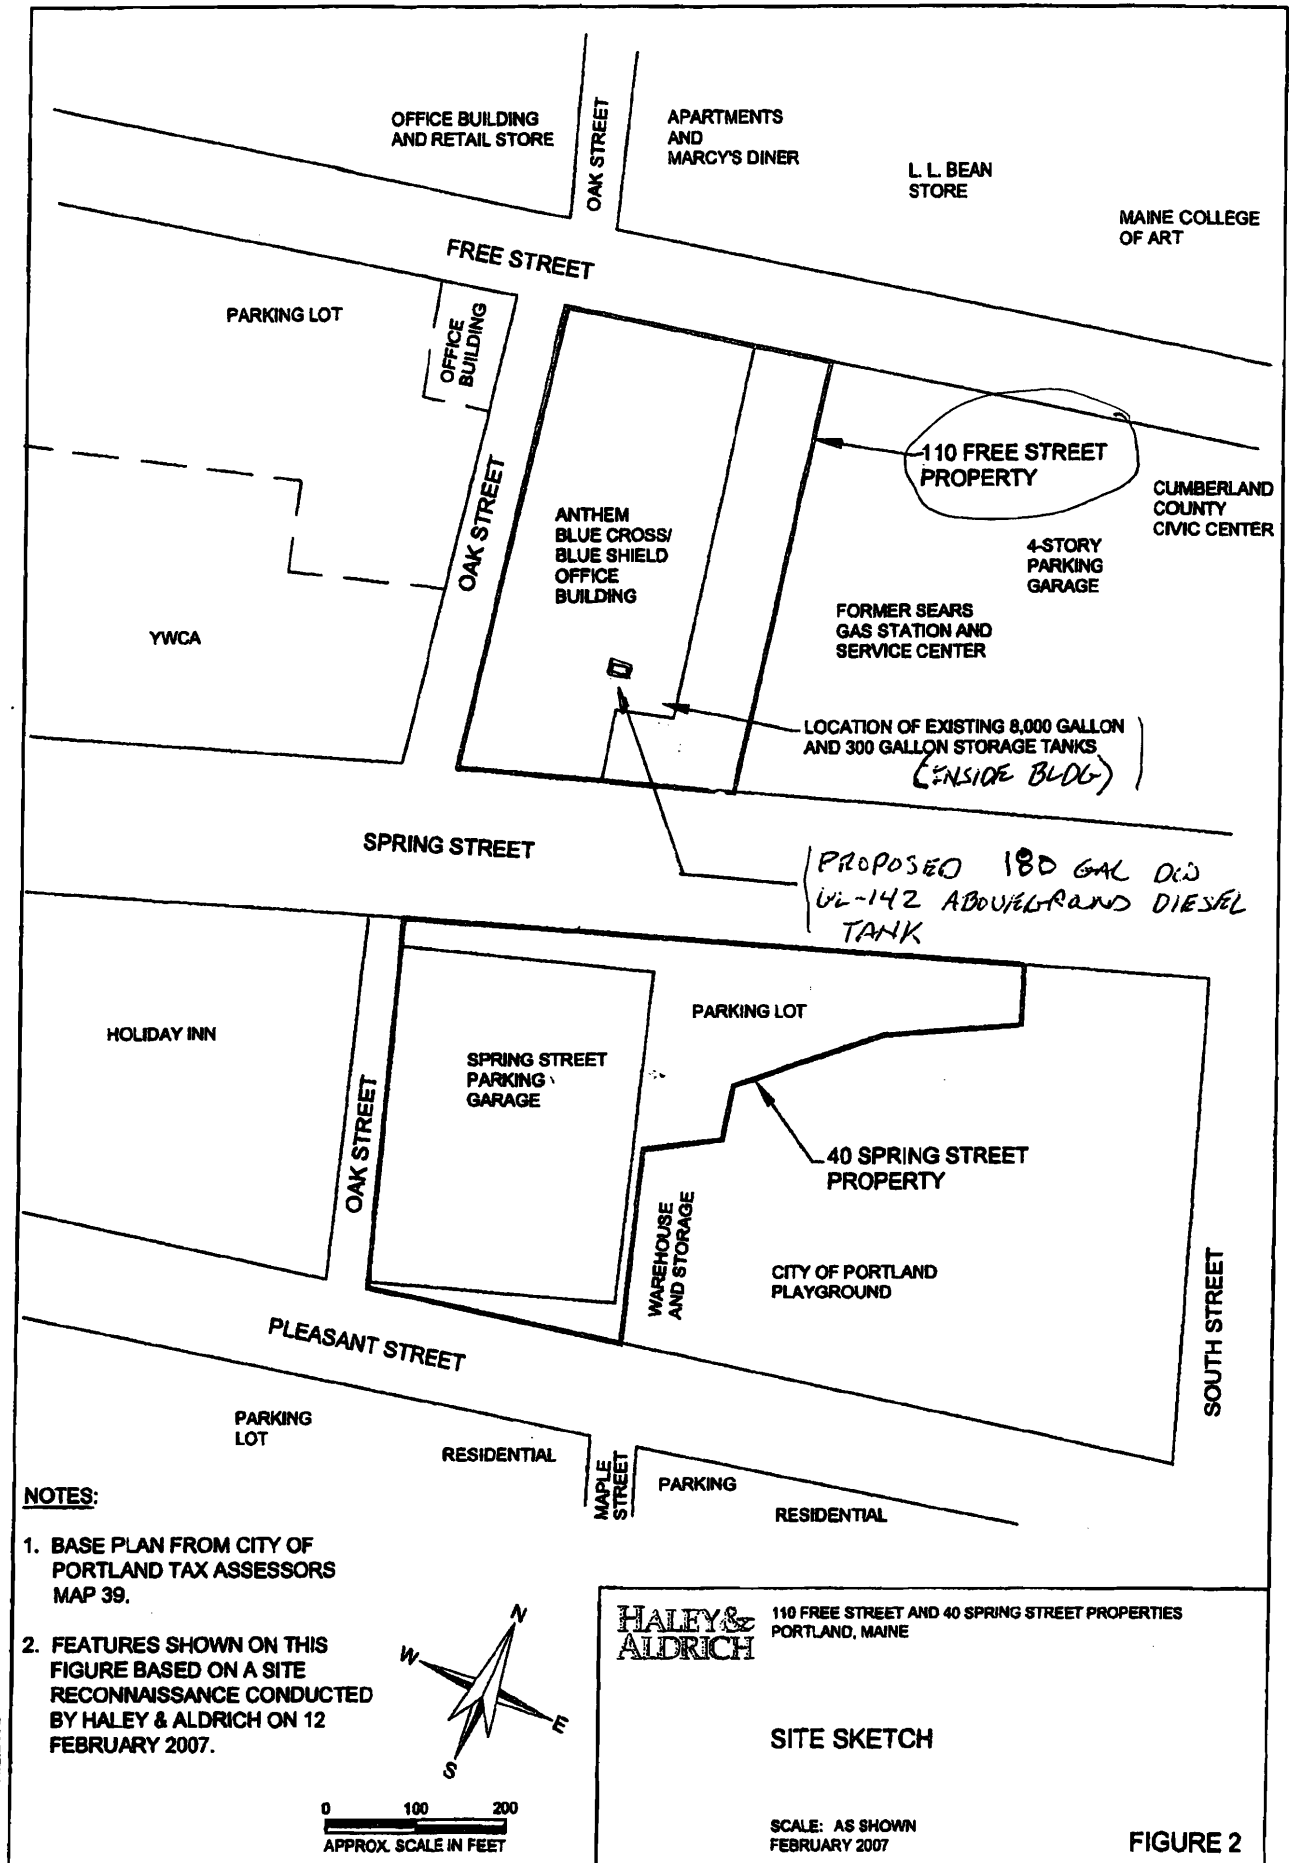 OFFICE BUILDING
AND RETAIL STORE
OAK STREET
APARTMENTS
AND
MARCY'S DINER
L. L. BEAN
STORE
MAINE COLLEGE
OF ART
FREE STREET
PARKING LOT
OFFICE
BUILDING
OAK STREET
110 FREE STREET
PROPERTY
CUMBERLAND
COUNTY
CIVIC CENTER
ANTHEM
BLUE CROSS/
BLUE SHIELD
OFFICE
BUILDING
4-STORY
PARKING
GARAGE
FORMER SEARS
GAS STATION AND
SERVICE CENTER
YWCA
LOCATION OF EXISTING 8,000 GALLON
AND 300 GALLON STORAGE TANKS
(INSIDE BLDG)
SPRING STREET
PROPOSED 180 GAL
UL-142 ABOVEGROUND DIESEL
TANK
HOLIDAY INN
OAK STREET
SPRING STREET
PARKING
GARAGE
PARKING LOT
40 SPRING STREET
PROPERTY
WAREHOUSE
AND STORAGE
CITY OF PORTLAND
PLAYGROUND
SOUTH STREET
PLEASANT STREET
PARKING
LOT
RESIDENTIAL
MAPLE
STREET
PARKING
RESIDENTIAL
NOTES:
1. BASE PLAN FROM CITY OF
PORTLAND TAX ASSESSORS
MAP 39.
2. FEATURES SHOWN ON THIS
FIGURE BASED ON A SITE
RECONNAISSANCE CONDUCTED
BY HALEY & ALDRICH ON 12
FEBRUARY 2007.
N
W
E
S
0 100 200
APPROX. SCALE IN FEET
HALEY &
ALDRICH
110 FREE STREET AND 40 SPRING STREET PROPERTIES
PORTLAND, MAINE
SITE SKETCH
SCALE: AS SHOWN
FEBRUARY 2007
FIGURE 2